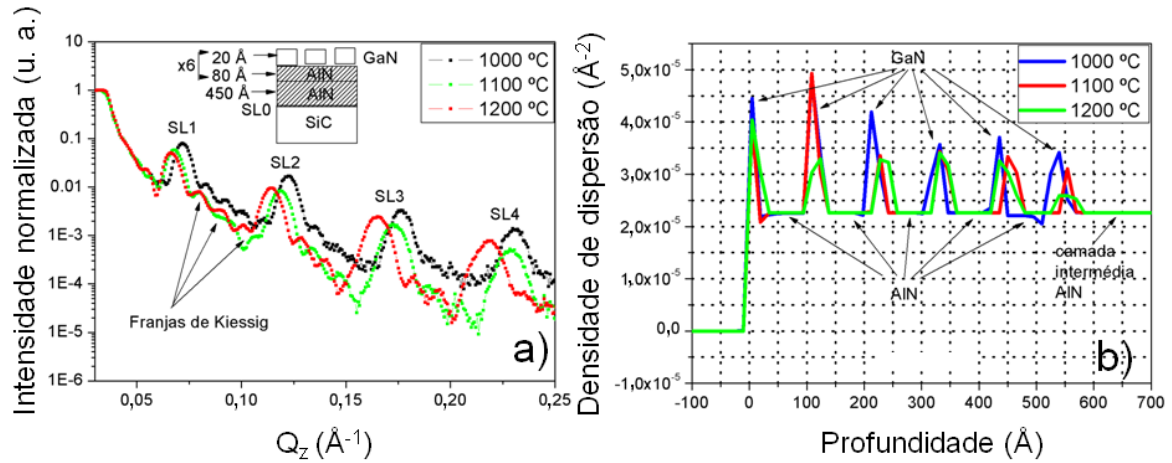 Intensidade normalizada (u. a.)
10
1
0.1
0.01
1E-3
1E-4
1E-5
1E-6
x6
20 Å
80 Å
450 Å
SL0
GaN
AlN
AlN
SiC
1000 ºC
1100 ºC
1200 ºC
SL1
SL2
SL3
SL4
Franjas de Kiessig
a)
0,05
0,10
0,15
0,20
0,25
Qz (Å-1)
Densidade de dispersão (Å-2)
5,0x10-5
4,0x10-5
3,0x10-5
2,0x10-5
1,0x10-5
0,0
-1,0x10-5
GaN
1000 ºC
1100 ºC
1200 ºC
AlN
camada
intermédia
AlN
b)
-100
0
100
200
300
400
500
600
700
Profundidade (Å)